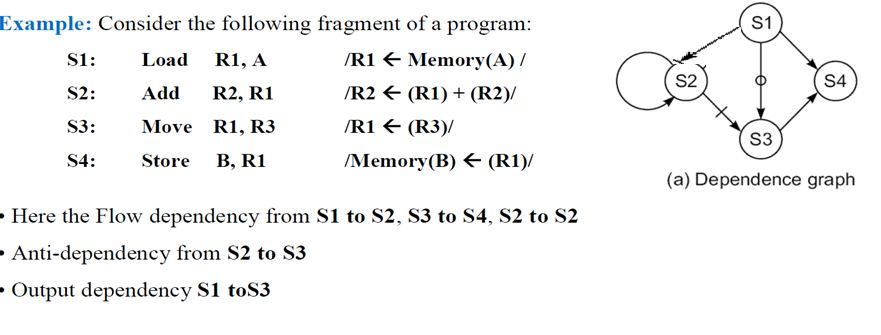 Example: Consider the following fragment of a program:
S1: Load R1, A /R1 ← Memory(A) /
S2: Add R2, R1 /R2 ← (R1) + (R2)/
S3: Move R1, R3 /R1 ← (R3)/
S4: Store B, R1 /Memory(B) ← (R1)/
S1
S2
S4
S3
(a) Dependence graph
• Here the Flow dependency from S1 to S2, S3 to S4, S2 to S2
• Anti-dependency from S2 to S3
• Output dependency S1 toS3